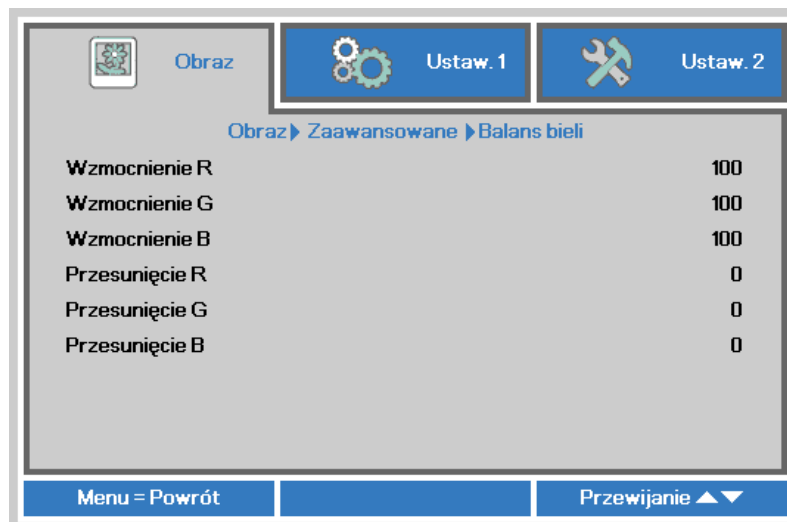 Obraz Ustaw. 1 Ustaw. 2
Obraz Zaawansowane Balans bieli
Wzmocnienie R 100
Wzmocnienie G 100
Wzmocnienie B 100
Przesunięcie R 0
Przesunięcie G 0
Przesunięcie B 0
Menu = Powrót Przewijanie